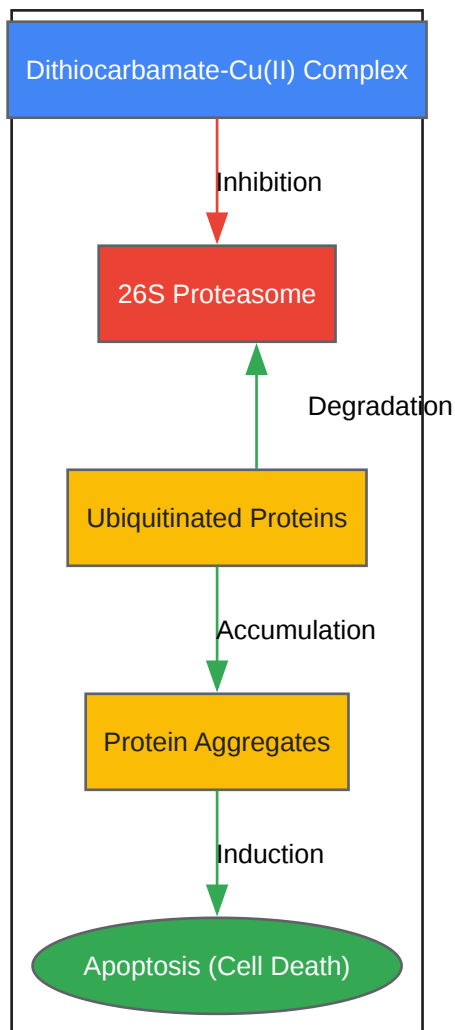 Dithiocarbamate-Cu(II) Complex
Inhibition
26S Proteasome
Degradation
Ubiquitinated Proteins
Accumulation
Protein Aggregates
Induction
Apoptosis (Cell Death)